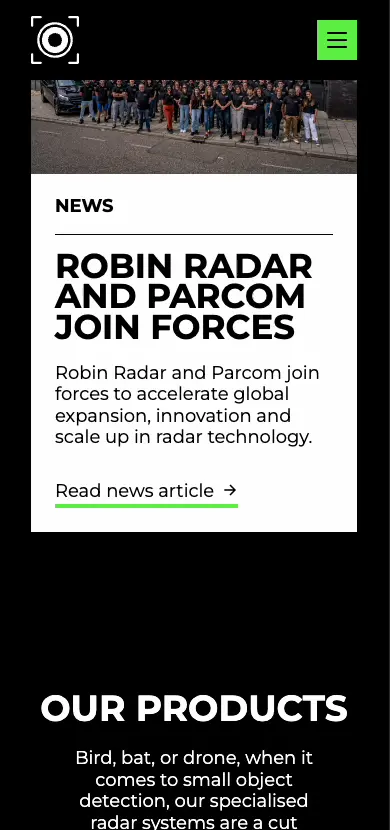 NEWS
ROBIN RADAR
AND PARCOM
JOIN FORCES
Robin Radar and Parcom join
forces to accelerate global
expansion, innovation and
scale up in radar technology.
Read news article →
OUR PRODUCTS
Bird, bat, or drone, when it
comes to small object
detection, our specialised
radar systems are a cut